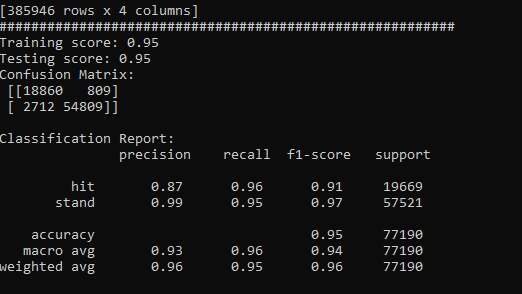 [385946 rows x 4 columns]
#########################################################
Training score: 0.95
Testing score: 0.95
Confusion Matrix:
 [[18860   809]
 [ 2712 54809]]
Classification Report:
              precision    recall  f1-score   support
         hit       0.87      0.96      0.91     19669
       stand       0.99      0.95      0.97     57521
    accuracy                           0.95     77190
   macro avg       0.93      0.96      0.94     77190
weighted avg       0.96      0.95      0.96     77190